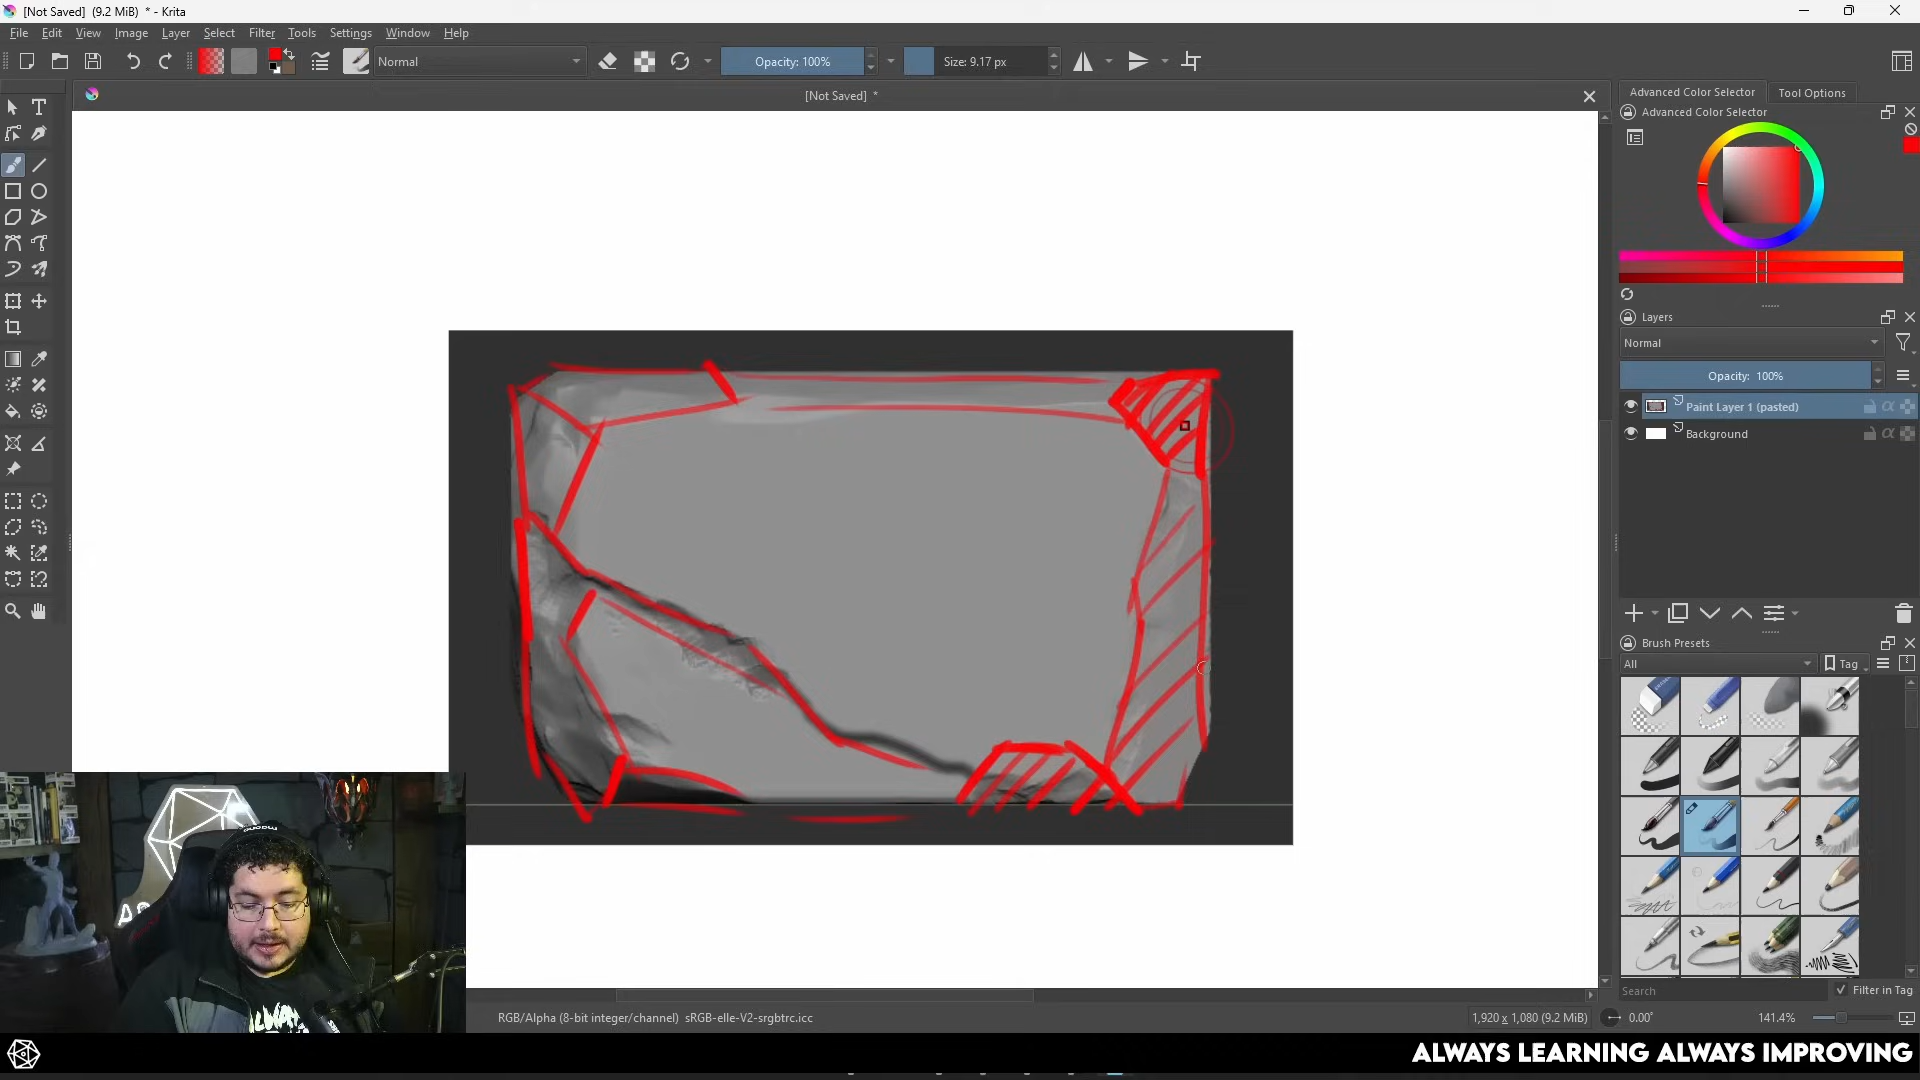 [Not Saved]  (9.2 MiB)  * - Krita
File Edit View Image Layer Select Filter Tools Settings Window Help
Normal
Opacity: 100%
Size: 9.17 px
[Not Saved]  *
Advanced Color Selector
Tool Options
Advanced Color Selector
Layers
Normal
Opacity:  100%
Paint Layer 1 (pasted)
Background
Brush Presets
All
Tag
Search
Filter in Tag
RGB/Alpha (8-bit integer/channel)  sRGB-elle-V2-srgbtrc.icc
1,920 x 1,080 (9.2 MiB)
0.00°
141.4%
ALWAYS LEARNING ALWAYS IMPROVING